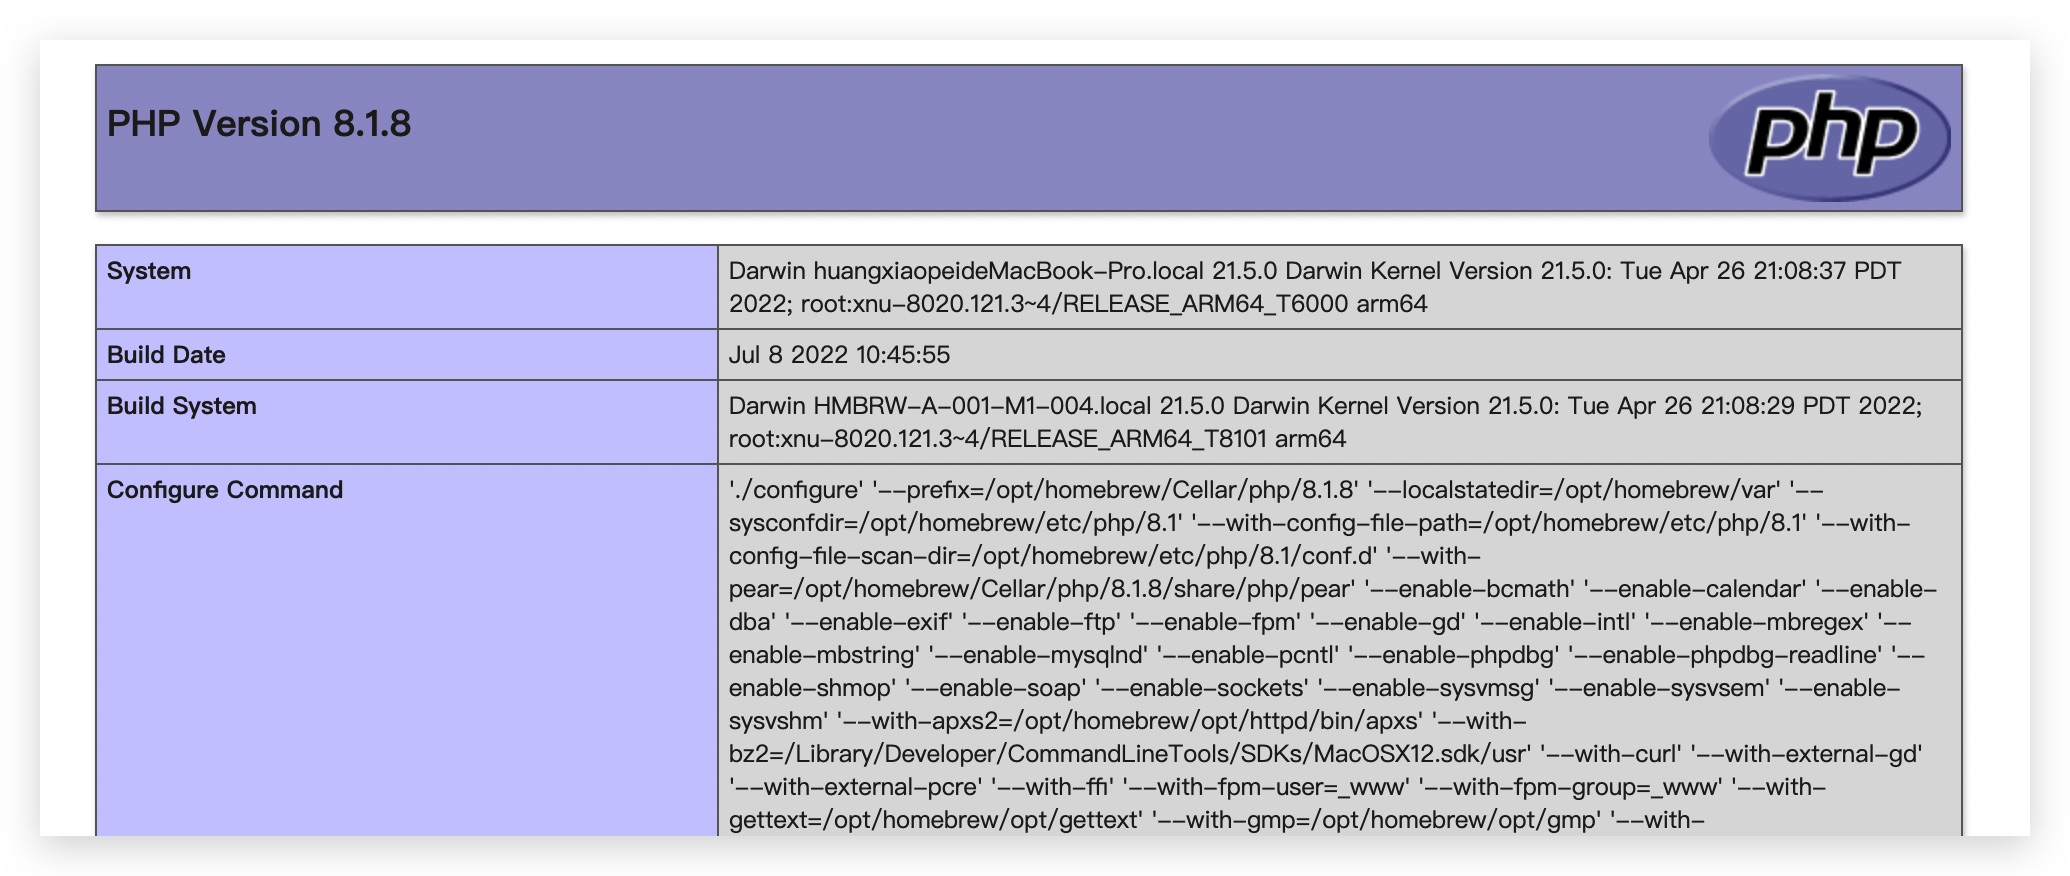 PHP Version 8.1.8
php
System
Darwin huangxiaopeideMacBook-Pro.local 21.5.0 Darwin Kernel Version 21.5.0: Tue Apr 26 21:08:37 PDT
2022; root:xnu-8020.121.3~4/RELEASE_ARM64_T6000 arm64
Build Date
Jul 8 2022 10:45:55
Build System
Darwin HMBRW-A-001-M1-004.local 21.5.0 Darwin Kernel Version 21.5.0: Tue Apr 26 21:08:29 PDT 2022;
root:xnu-8020.121.3~4/RELEASE_ARM64_T8101 arm64
Configure Command
'./configure' '--prefix=/opt/homebrew/Cellar/php/8.1.8' '--localstatedir=/opt/homebrew/var' '--
sysconfdir=/opt/homebrew/etc/php/8.1' '--with-config-file-path=/opt/homebrew/etc/php/8.1' '--with-
config-file-scan-dir=/opt/homebrew/etc/php/8.1/conf.d' '--with-
pear=/opt/homebrew/Cellar/php/8.1.8/share/php/pear' '--enable-bcmath' '--enable-calendar' '--enable-
dba' '--enable-exif' '--enable-ftp' '--enable-fpm' '--enable-gd' '--enable-intl' '--enable-mbregex' '--
enable-mbstring' '--enable-mysqlnd' '--enable-pcntl' '--enable-phpdbg' '--enable-phpdbg-readline' '--
enable-shmop' '--enable-soap' '--enable-sockets' '--enable-sysvmsg' '--enable-sysvsem' '--enable-
sysvshm' '--with-apxs2=/opt/homebrew/opt/httpd/bin/apxs' '--with-
bz2=/Library/Developer/CommandLineTools/SDKs/MacOSX12.sdk/usr' '--with-curl' '--with-external-gd'
'--with-external-pcre' '--with-ffi' '--with-fpm-user=_www' '--with-fpm-group=_www' '--with-
gettext=/opt/homebrew/opt/gettext' '--with-gmp=/opt/homebrew/opt/gmp' '--with-